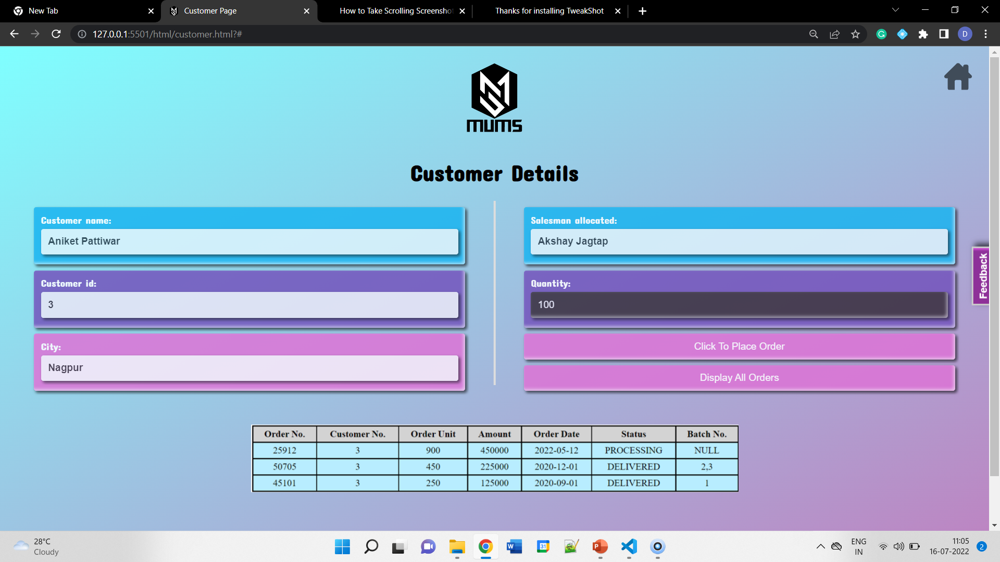 New Tab
Customer Page
How to Take Scrolling Screensho
Thanks for installing TweakShot
127.0.0.1:5501/html/customer.html?#
D
mums
Customer Details
Customer name:
Aniket Pattiwar
Customer id:
3
City:
Nagpur
Salesman allocated:
Akshay Jagtap
Quantity:
100
Click To Place Order
Display All Orders
Feedback
Order No. Customer No. Order Unit Amount Order Date Status Batch No.
25912 3 900 450000 2022-05-12 PROCESSING NULL
50705 3 450 225000 2020-12-01 DELIVERED 2,3
45101 3 250 125000 2020-09-01 DELIVERED 1
28°C
Cloudy
W
31
P
ENG
IN
11:05
16-07-2022
2